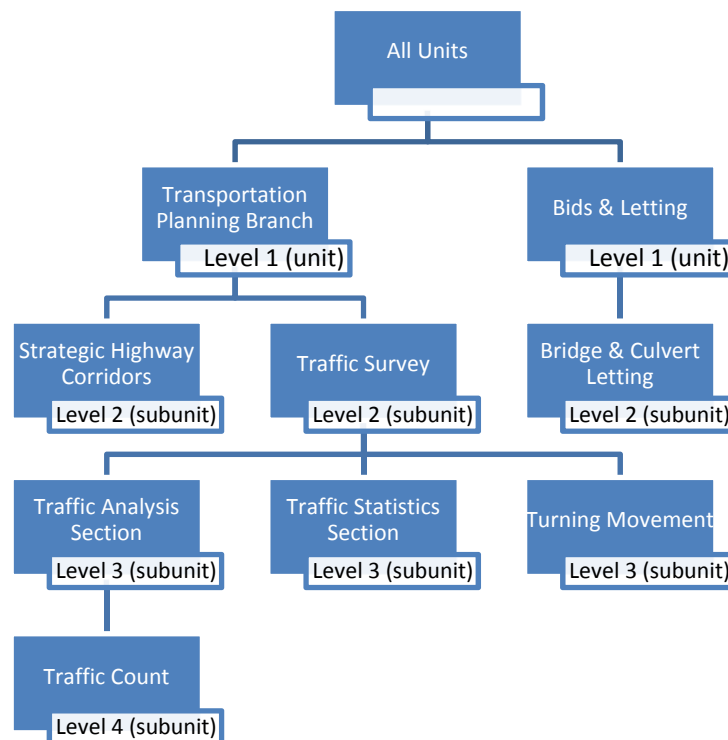 All Units
Transportation
Planning Branch
Level 1 (unit)
Bids & Letting
Level 1 (unit)
Strategic Highway
Corridors
Level 2 (subunit)
Traffic Survey
Level 2 (subunit)
Bridge & Culvert
Letting
Level 2 (subunit)
Traffic Analysis
Section
Level 3 (subunit)
Traffic Statistics
Section
Level 3 (subunit)
Turning Movement
Level 3 (subunit)
Traffic Count
Level 4 (subunit)